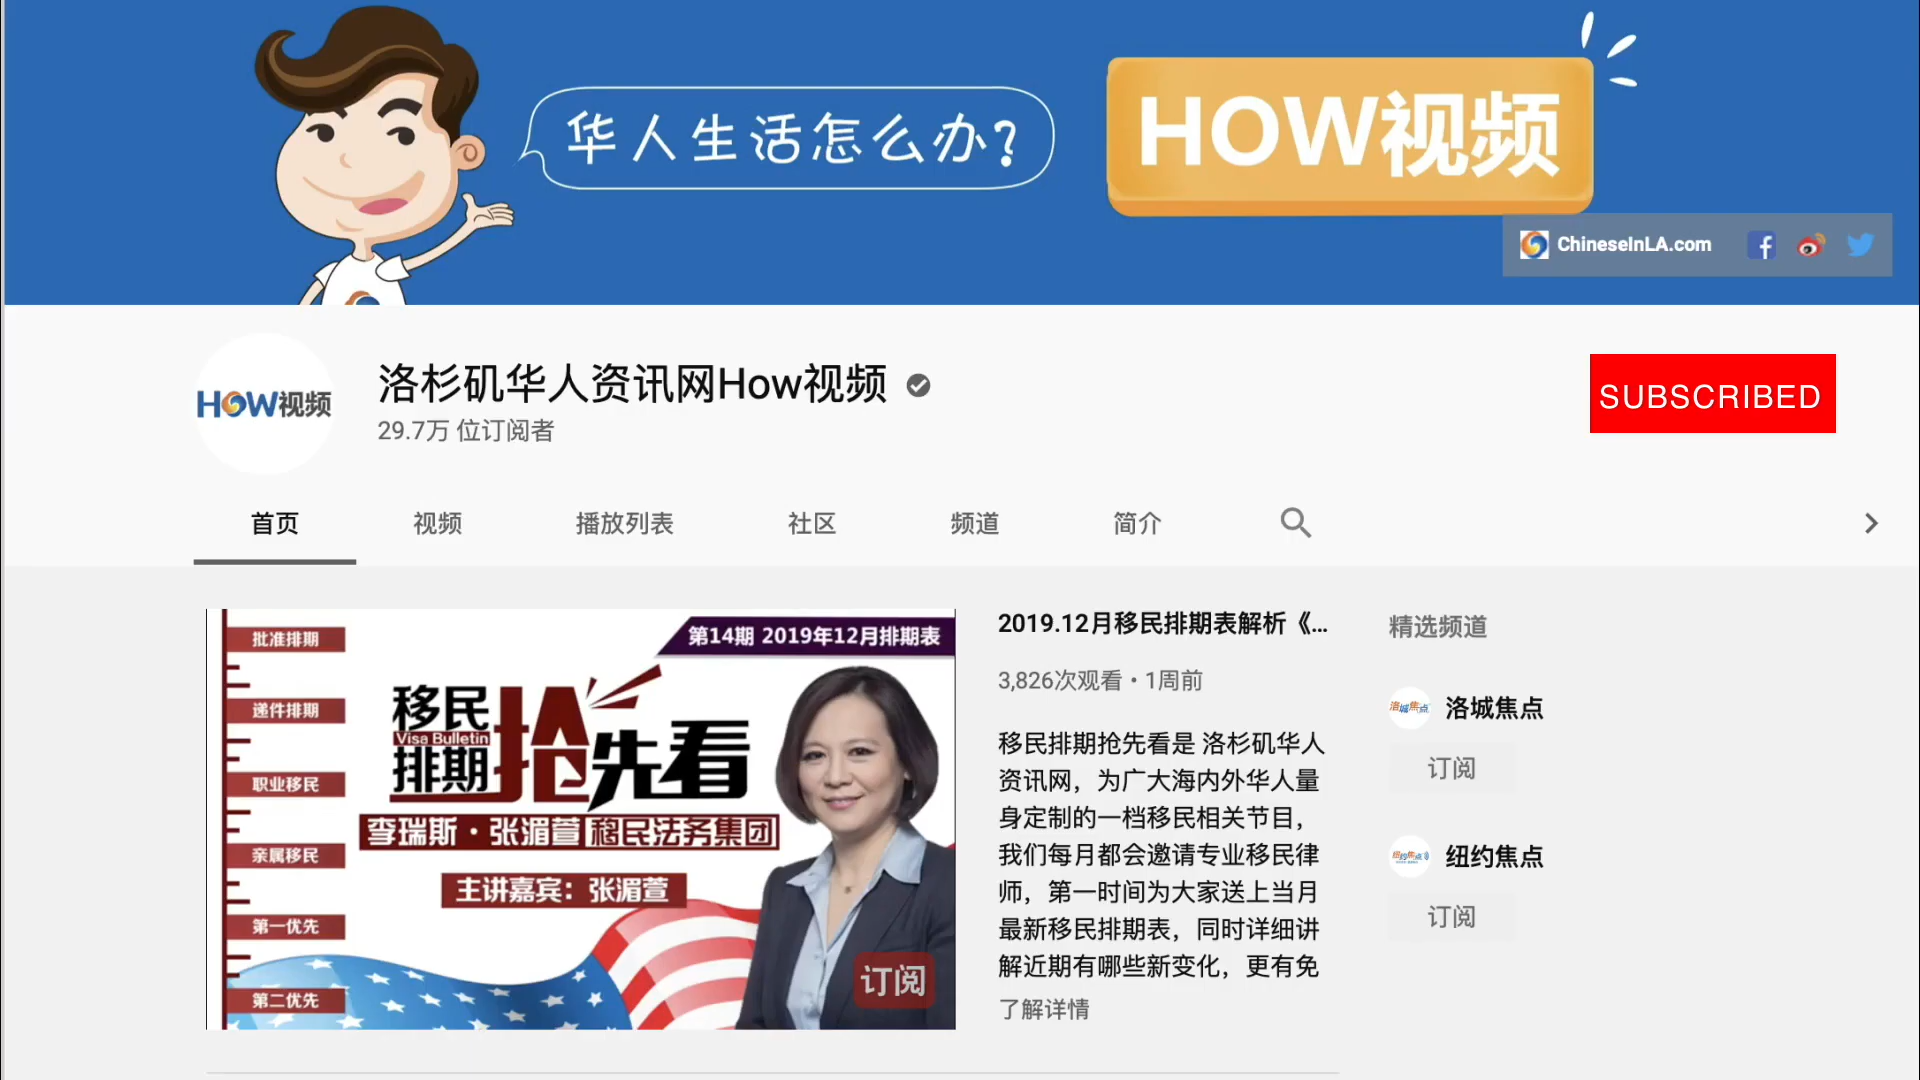 华人生活怎么办?
HOW视频
ChineseInLA.com
HOW视频
洛杉矶华人资讯网How视频
29.7万 位订阅者
SUBSCRIBED
首页
视频
播放列表
社区
频道
简介
批准排期
递件排期
职业移民
亲属移民
第一优先
第二优先
第14期 2019年12月排期表
移民
Visa Bulletin
排期
抢先看
李瑞斯·张湄萱 移民法务集团
主讲嘉宾：张湄萱
订阅
2019.12月移民排期表解析《...
3,826次观看 • 1周前
移民排期抢先看是 洛杉矶华人
资讯网，为广大海内外华人量
身定制的一档移民相关节目，
我们每月都会邀请专业移民律
师，第一时间为大家送上当月
最新移民排期表，同时详细讲
解近期有哪些新变化，更有免
了解详情
精选频道
洛城焦点
洛城焦点
订阅
纽约焦点
纽约焦点
订阅